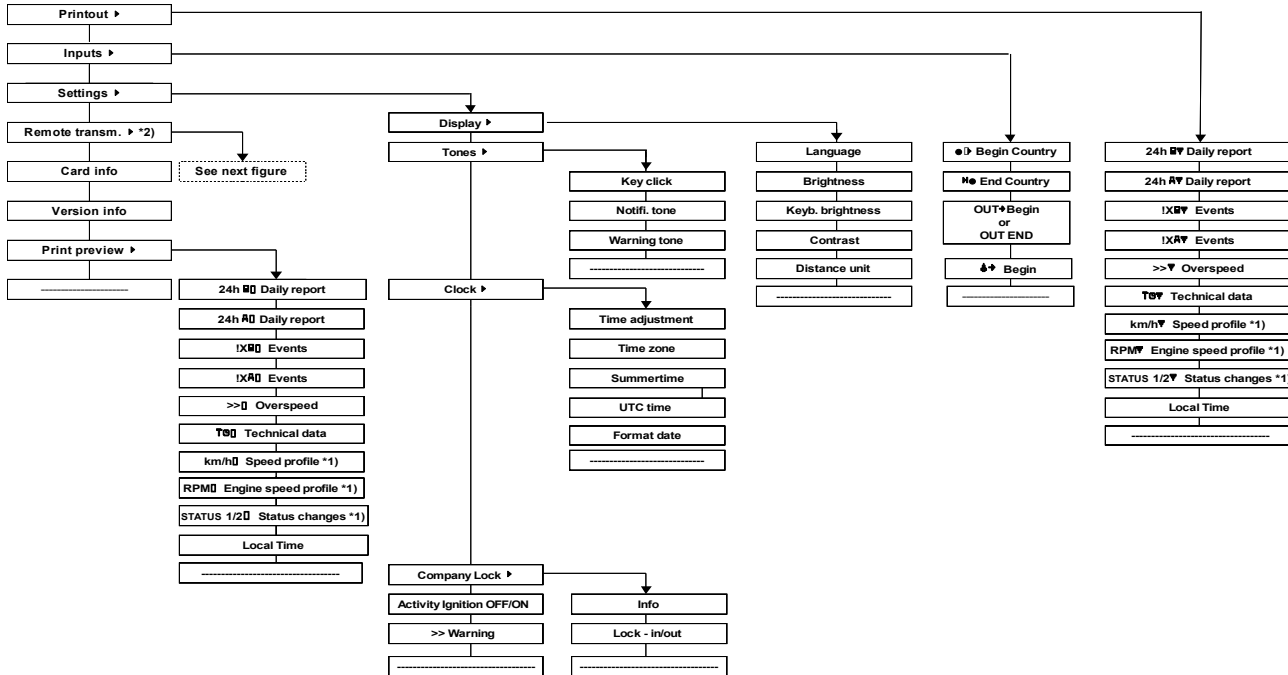 Printout ▸
Inputs ▸
Settings ▸
Remote transm. ▸ *2)
See next figure
Card info
Version info
Print preview ▸
------------------------
24h Daily report
24h Daily report
!X Events
!X Events
>> Overspeed
Technical data
km/h Speed profile *1)
RPM Engine speed profile *1)
STATUS 1/2 Status changes *1)
Local Time
-----------------------------------
Display ▸
Tones ▸
Clock ▸
Company Lock ▸
Activity Ignition OFF/ON
>> Warning
-----------------------------------
Key click
Notifi. tone
Warning tone
-----------------------------
Time adjustment
Time zone
Summertime
UTC time
Format date
-----------------------------
Info
Lock - in/out
-----------------------------------
Language
Brightness
Keyb. brightness
Contrast
Distance unit
-----------------------------
Begin Country
End Country
OUT➔Begin
or
OUT END
Begin
------------------------
24h Daily report
24h Daily report
!X Events
!X Events
>>▼ Overspeed
Technical data
km/h▼ Speed profile *1)
RPM▼ Engine speed profile *1)
STATUS 1/2▼ Status changes *1)
Local Time
-----------------------------------